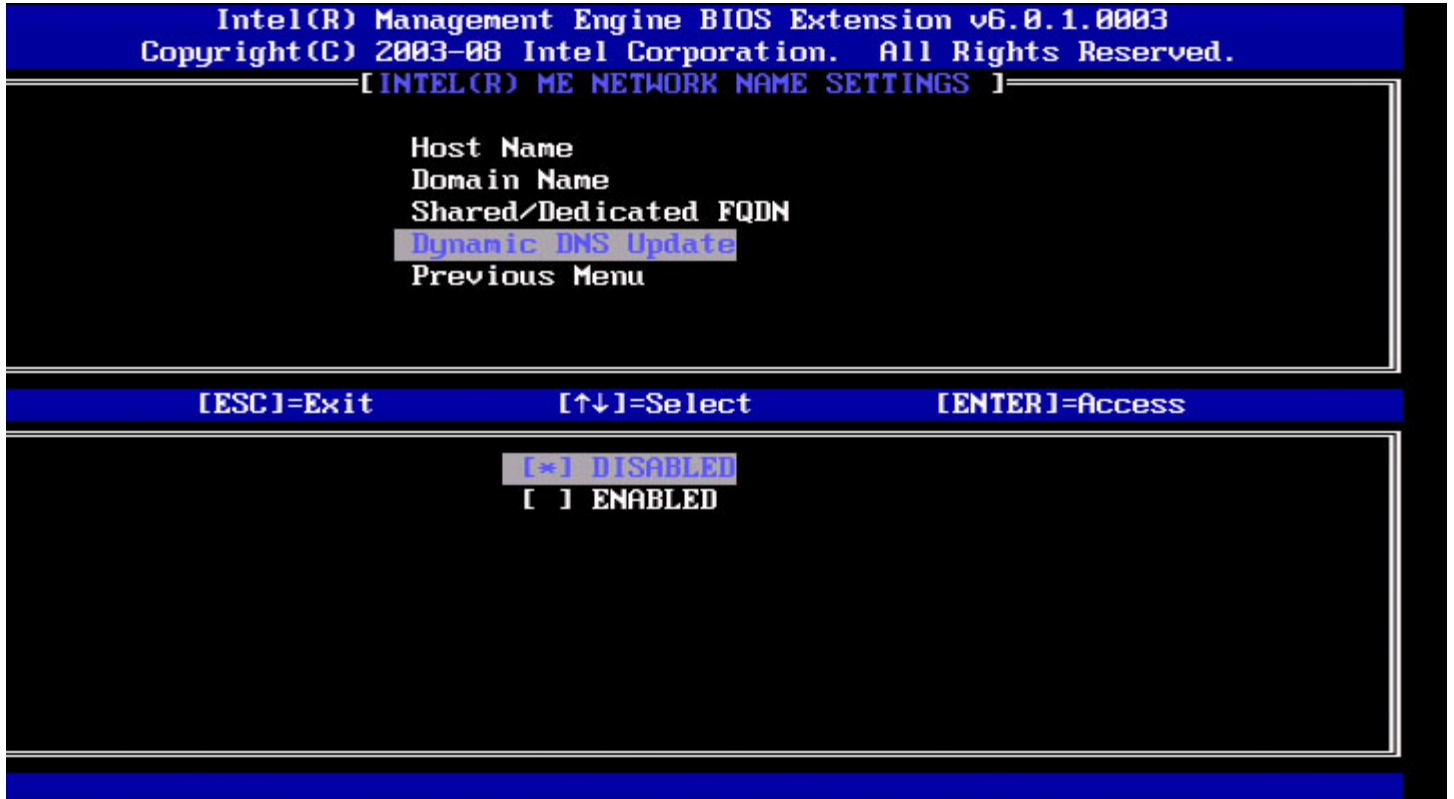 Intel(R) Management Engine BIOS Extension v6.0.1.0003
Copyright(C) 2003-08 Intel Corporation. All Rights Reserved.
[INTEL(R) ME NETWORK NAME SETTINGS ]
Host Name
Domain Name
Shared/Dedicated FQDN
Dynamic DNS Update
Previous Menu
[ESC]=Exit [↑↓]=Select [ENTER]=Access
[*] DISABLED
[ ] ENABLED